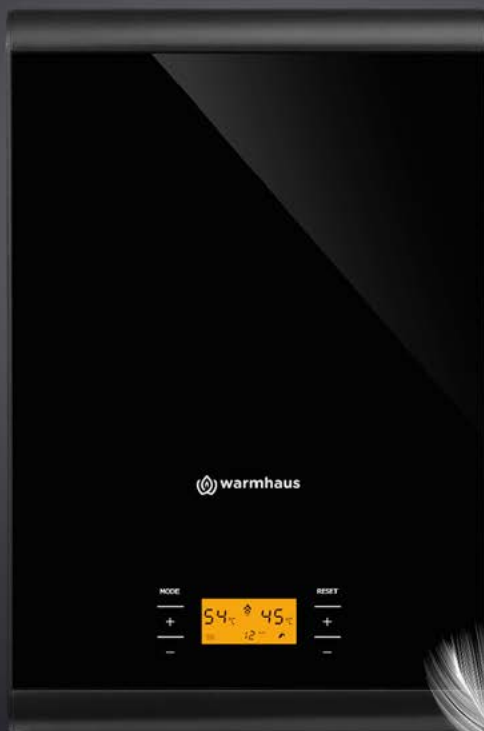 warmhaus
MODE
RESET
54°C
45°C
+
+
12
-
-